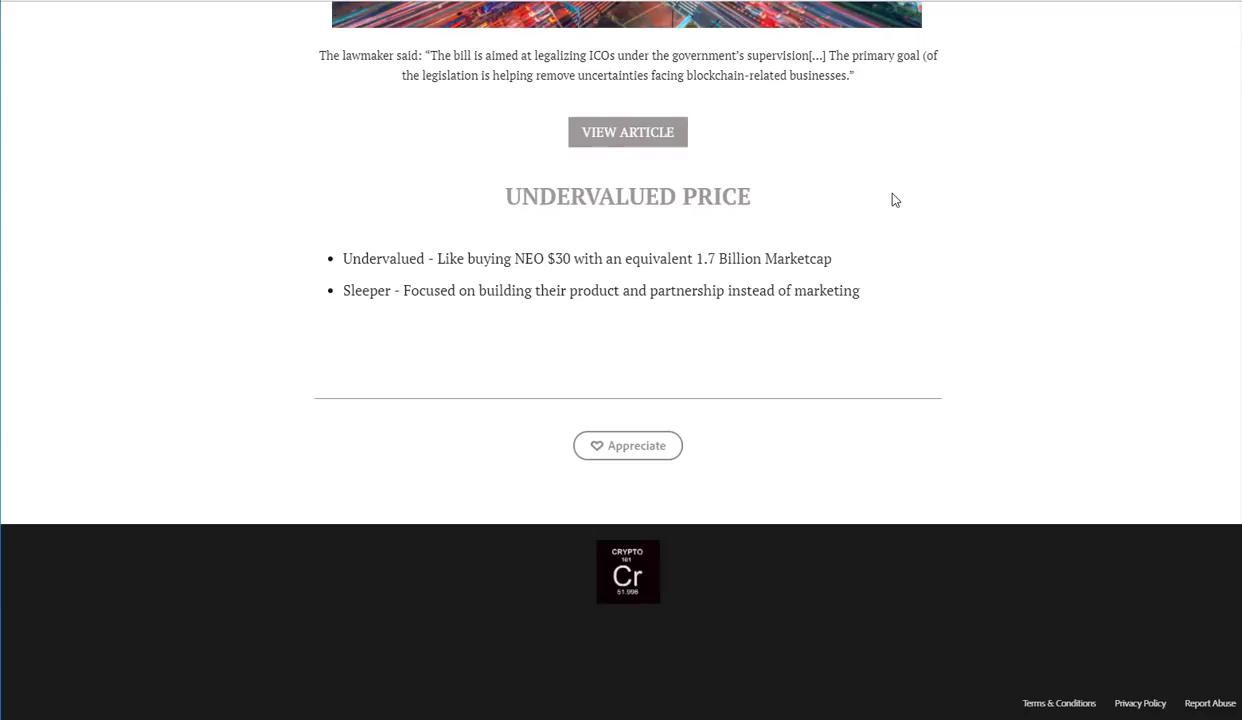 The lawmaker said: “The bill is aimed at legalizing ICOs under the government’s supervision[...] The primary goal (of
the legislation is helping remove uncertainties facing blockchain-related businesses.”
VIEW ARTICLE
UNDERVALUED PRICE
• Undervalued - Like buying NEO $30 with an equivalent 1.7 Billion Marketcap
• Sleeper - Focused on building their product and partnership instead of marketing
Appreciate
CRYPTO
101
Cr
51.996
Terms & Conditions Privacy Policy Report Abuse